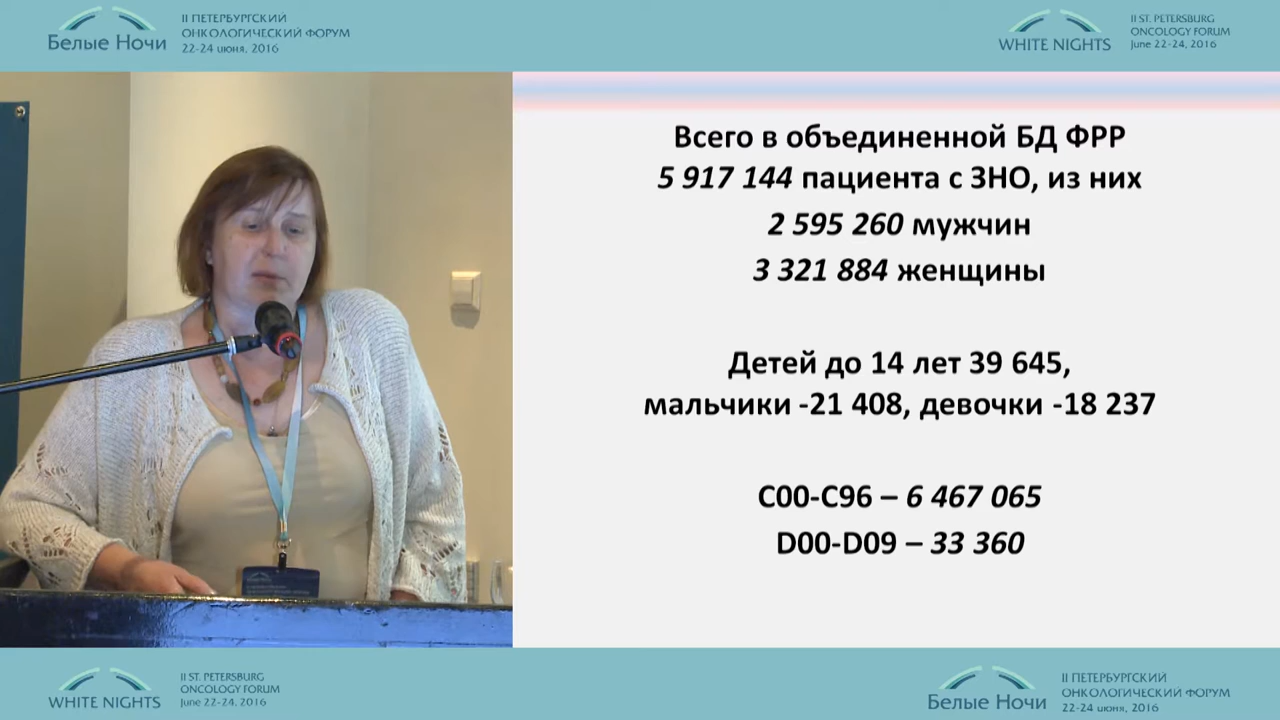 Белые Ночи
II ПЕТЕРБУРГСКИЙ
ОНКОЛОГИЧЕСКИЙ ФОРУМ
22-24 июня, 2016
WHITE NIGHTS
II ST. PETERSBURG
ONCOLOGY FORUM
June 22-24, 2016
Всего в объединенной БД ФРР
5 917 144 пациента с ЗНО, из них
2 595 260 мужчин
3 321 884 женщины
Детей до 14 лет 39 645,
мальчики -21 408, девочки -18 237
C00-C96 – 6 467 065
D00-D09 – 33 360
WHITE NIGHTS
II ST. PETERSBURG
ONCOLOGY FORUM
June 22-24, 2016
Белые Ночи
II ПЕТЕРБУРГСКИЙ
ОНКОЛОГИЧЕСКИЙ ФОРУМ
22-24 июня, 2016